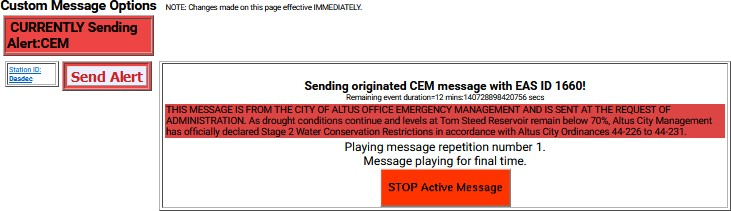 Custom Message Options NOTE: Changes made on this page effective IMMEDIATELY.
CURRENTLY Sending
Alert:CEM
Station ID:
Dasdec
Send Alert
Sending originated CEM message with EAS ID 1660!
Remaining event duration=12 mins:140728898420756 secs
THIS MESSAGE IS FROM THE CITY OF ALTUS OFFICE EMERGENCY MANAGEMENT AND IS SENT AT THE REQUEST OF
ADMINISTRATION. As drought conditions continue and levels at Tom Steed Reservoir remain below 70%, Altus City Management
has officially declared Stage 2 Water Conservation Restrictions in accordance with Altus City Ordinances 44-226 to 44-231.
Playing message repetition number 1.
Message playing for final time.
STOP Active Message